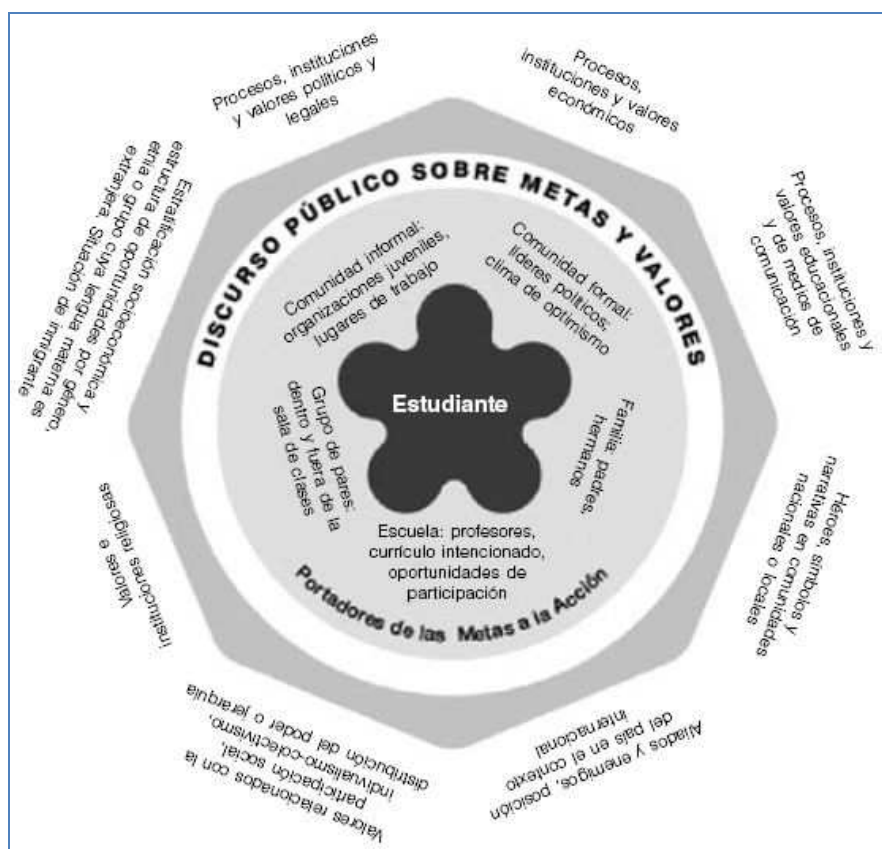 Procesos, instituciones
y valores políticos y
legales
Procesos,
instituciones y valores
económicos
Procesos, instituciones y
valores educacionales
y de medios de
comunicación
Héroes, símbolos y
narrativas en comunidades
nacionales o locales
Aliados y enemigos, posición
del país en el contexto
internacional
Valores relacionados con la
participación social,
indivualismo-colectivismo,
distribución del poder o jerarquía
Valores e
instituciones religiosas
Estratificación socioeconómica y
estructura de oportunidades por género,
etnia o grupo cuya lengua materna es
extranjera. Situación de inmigrante
DISCURSO PÚBLICO SOBRE METAS Y VALORES
Comunidad informal:
organizaciones juveniles,
lugares de trabajo
Comunidad formal:
líderes políticos,
clima de optimismo
Familia: padres,
hermanos
Escuela: profesores,
currículo intencionado,
oportunidades de
participación
Grupo de pares:
dentro y fuera de la
sala de clases
Estudiante
Portadores de las Metas a la Acción